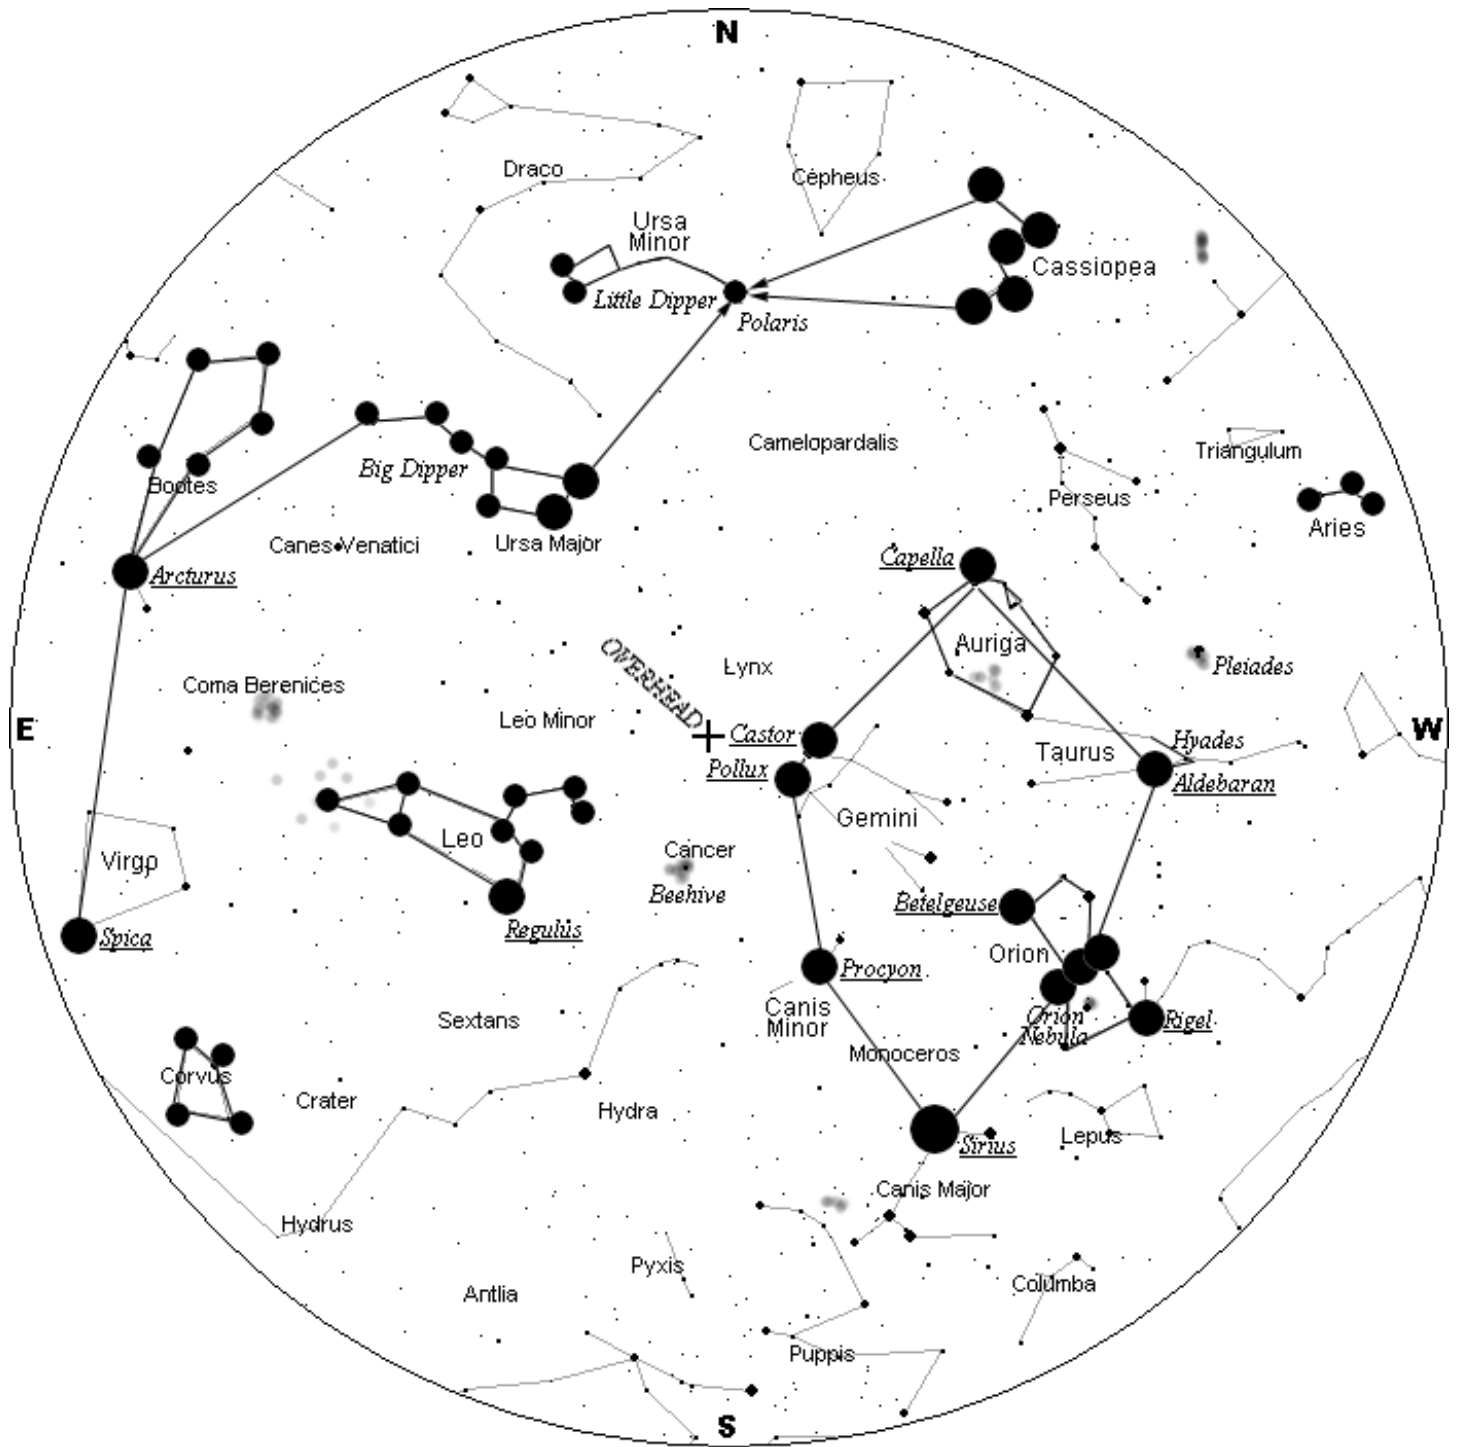 N
Draco
Cepheus
Ursa
Minor
Cassiopea
Little Dipper
Polaris
Camelopardalis
Triangulum
Big Dipper
Bootes
Perseus
Aries
Canes Venatici
Ursa Major
Capella
Arcturus
Auriga
OVERHEAD
Lynx
Pleiades
Coma Berenices
Leo Minor
E
Castor
Hyades
W
Taurus
Pollux
Aldebaran
Gemini
Leo
Virgo
Cancer
Beehive
Betelgeuse
Regulus
Spica
Orion
Procyon
Canis
Minor
Orion
Nebula
Rigel
Sextans
Monoceros
Corvus
Crater
Hydra
Lepus
Sirius
Canis Major
Hydrus
Pyxis
Columba
Antlia
Puppis
S